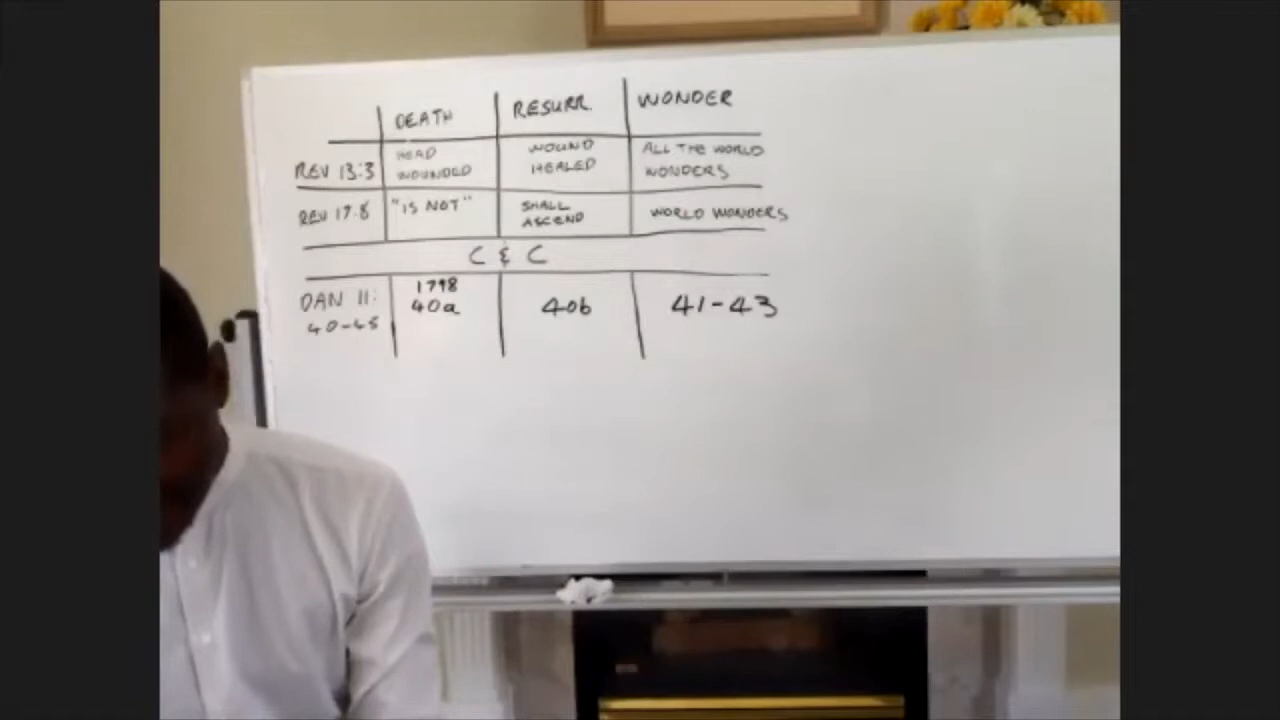 DEATH RESURR. WONDER
REV 13:3 HEAD WOUNDED WOUND HEALED ALL THE WORLD WONDERS
REV 17:8 "IS NOT" SHALL ASCEND WORLD WONDERS
C & C
DAN 11: 40-45 1798 40a 40b 41-43